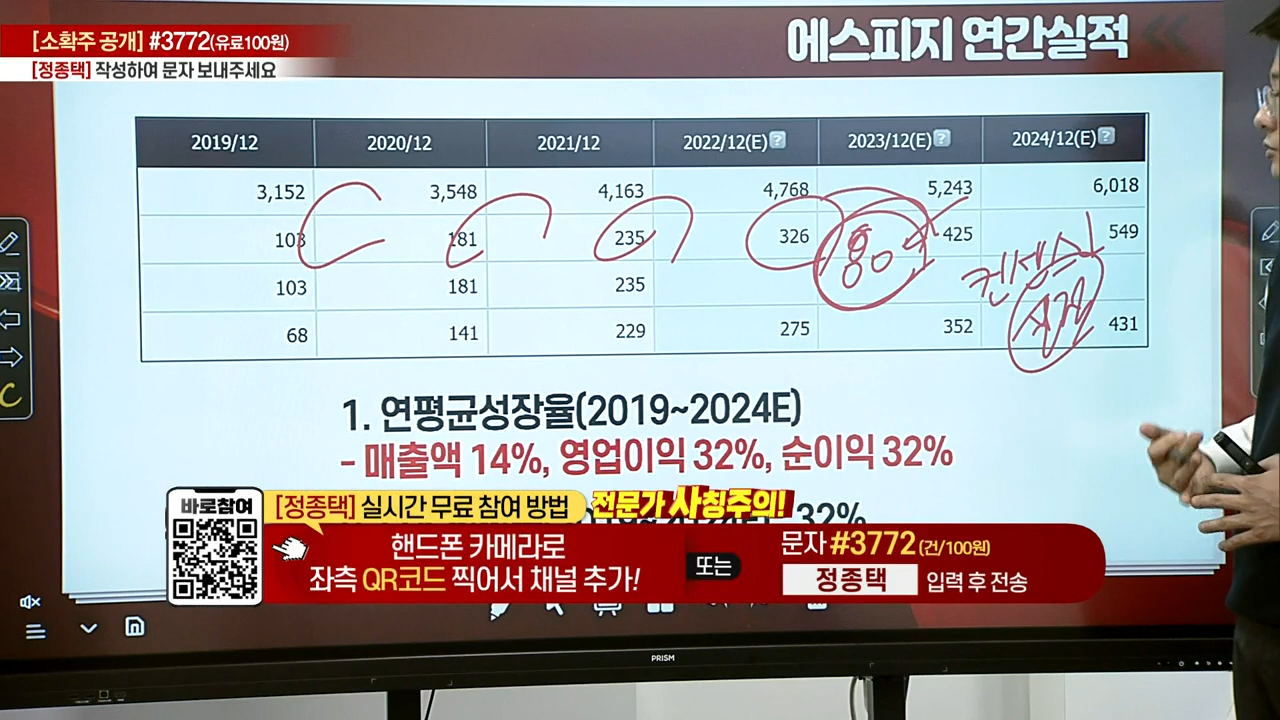 [소확주 공개] #3772(유료100원)
[정종택] 작성하여 문자 보내주세요
에스피지 연간실적
2019/12 2020/12 2021/12 2022/12(E) ? 2023/12(E) ? 2024/12(E) ?
3,152 3,548 4,163 4,768 5,243 6,018
103 181 235 326 425 549
103 181 235
68 141 229 275 352 431
1. 연평균성장율(2019~2024E)
- 매출액 14%, 영업이익 32%, 순이익 32%
바로참여
[정종택] 실시간 무료 참여 방법
전문가 사칭주의!
핸드폰 카메라로
좌측 QR코드 찍어서 채널 추가!
또는
문자 #3772 (건/100원)
정종택 입력 후 전송
PRISM